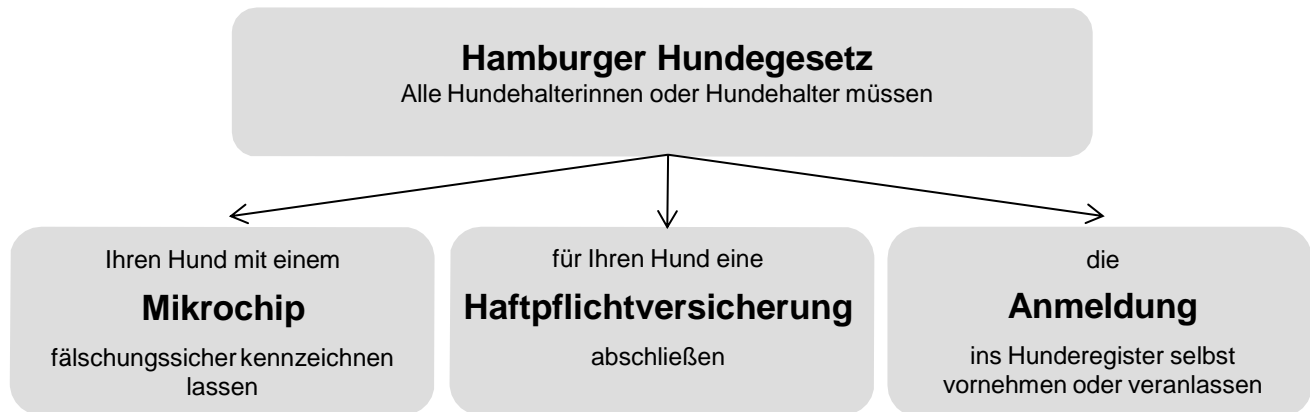 Hamburger Hundegesetz
Alle Hundehalterinnen oder Hundehalter müssen
Ihren Hund mit einem
Mikrochip
fälschungssicher kennzeichnen
lassen
für Ihren Hund eine
Haftpflichtversicherung
abschließen
die
Anmeldung
ins Hunderegister selbst
vornehmen oder veranlassen